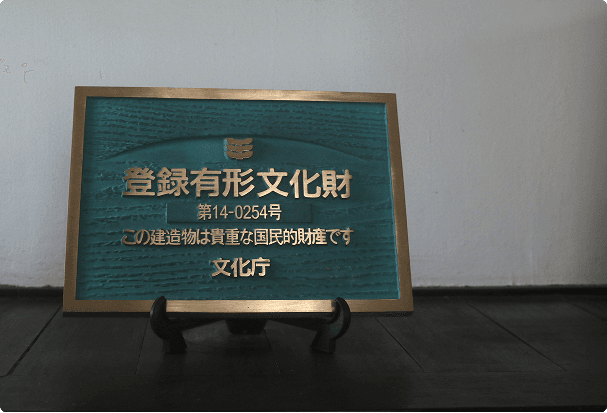 登録有形文化財
第14-0254号
この建造物は貴重な国民的財産です
文化庁